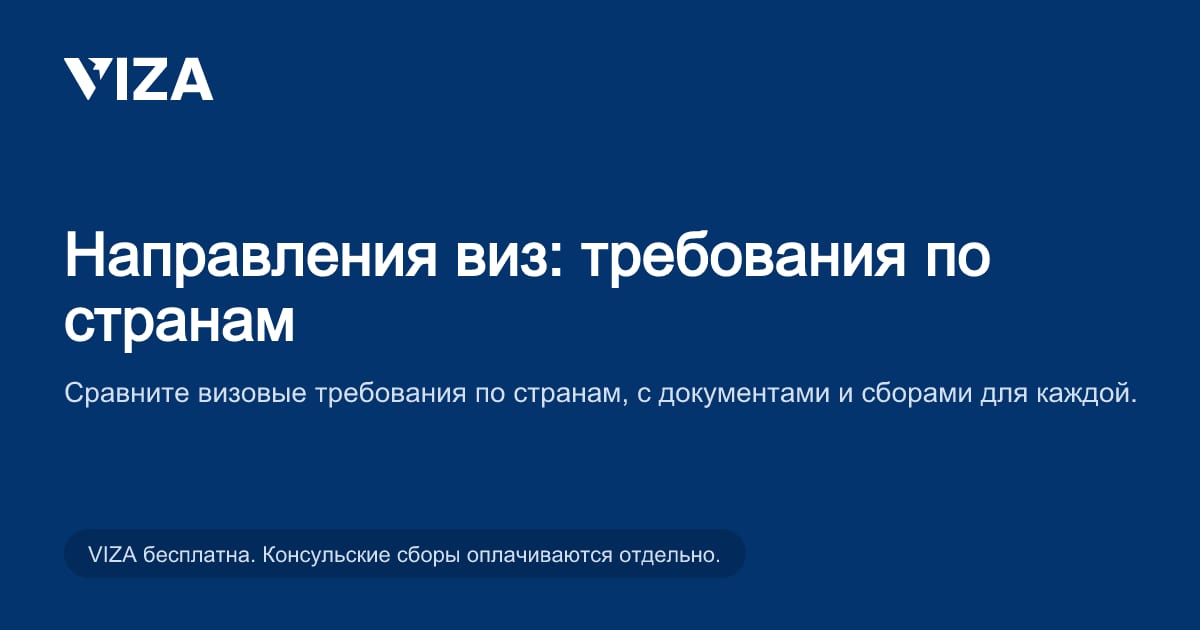 VIZA
Направления виз: требования по
странам
Сравните визовые требования по странам, с документами и сборами для каждой.
VIZA бесплатна. Консульские сборы оплачиваются отдельно.